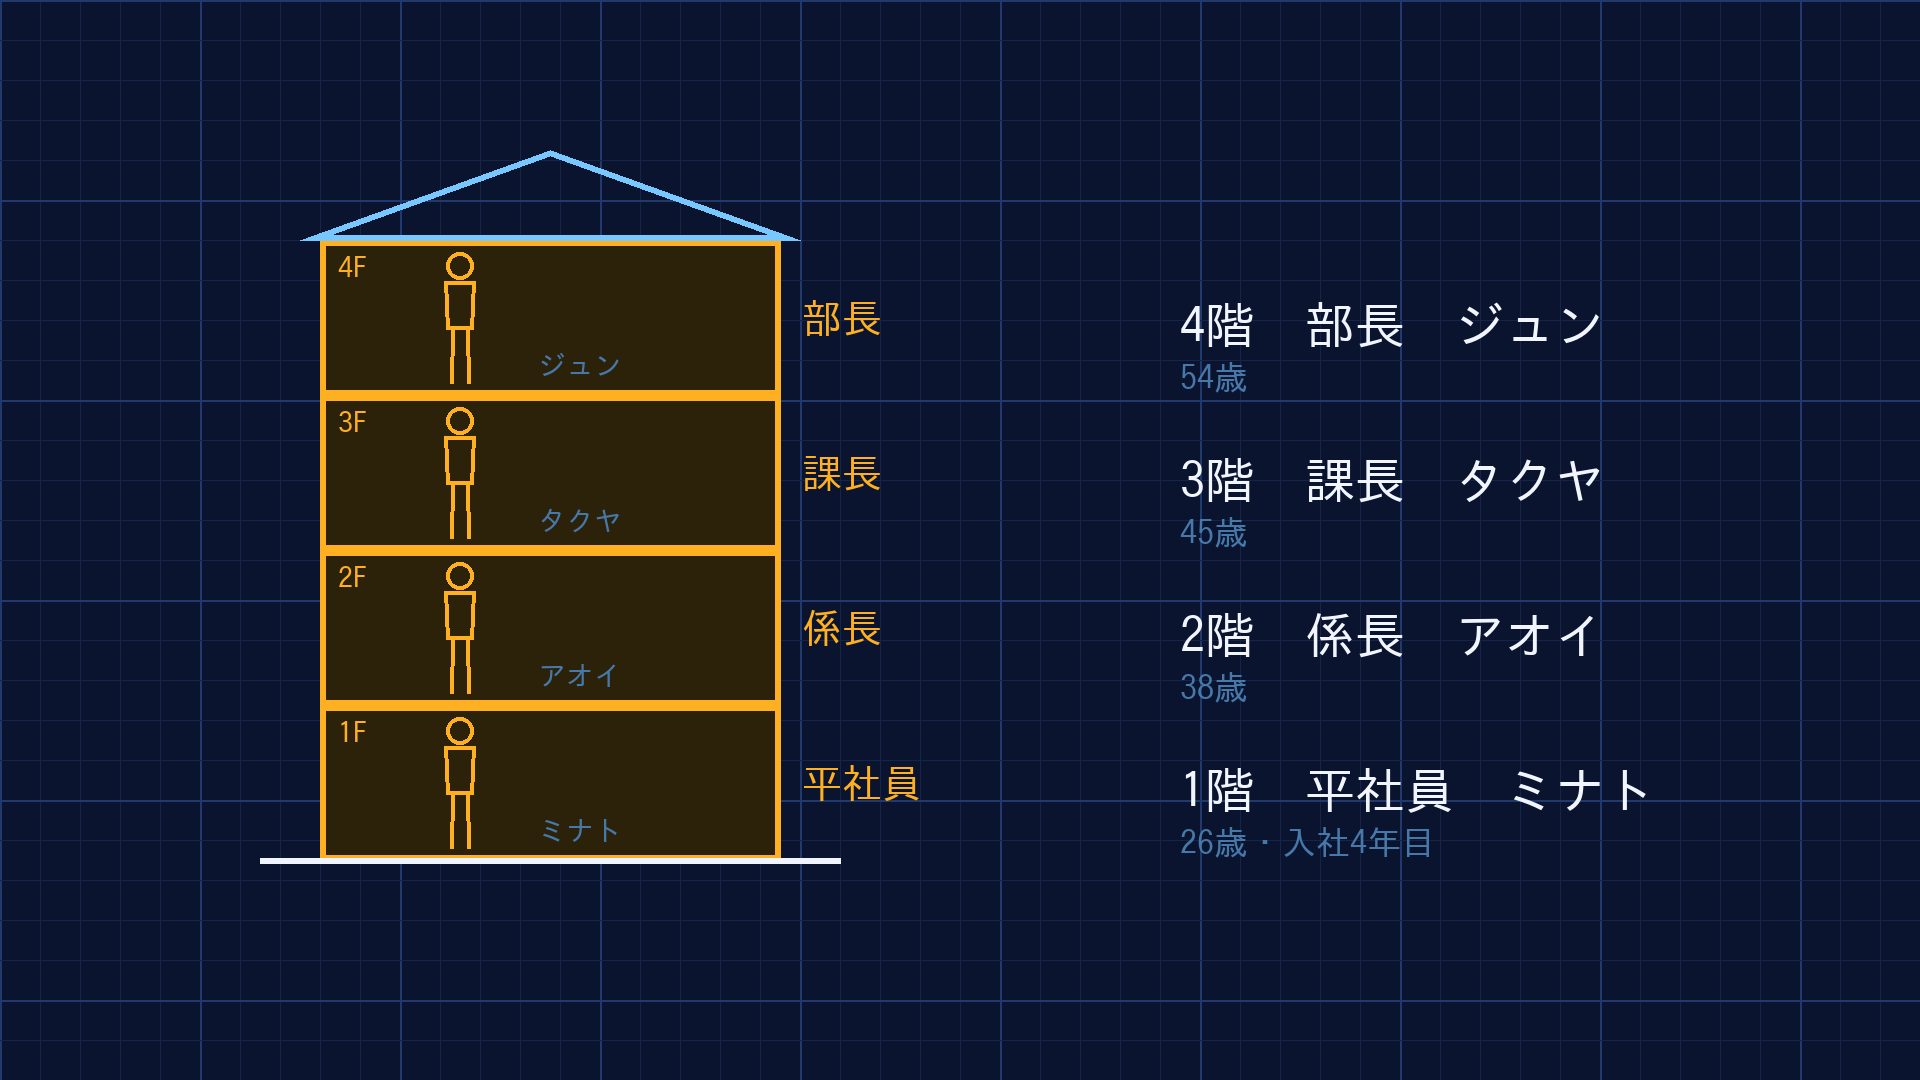 4F
ジュン
部長
3F
タクヤ
課長
2F
アオイ
係長
1F
ミナト
平社員
4階　部長　ジュン
54歳
3階　課長　タクヤ
45歳
2階　係長　アオイ
38歳
1階　平社員　ミナト
26歳・入社4年目